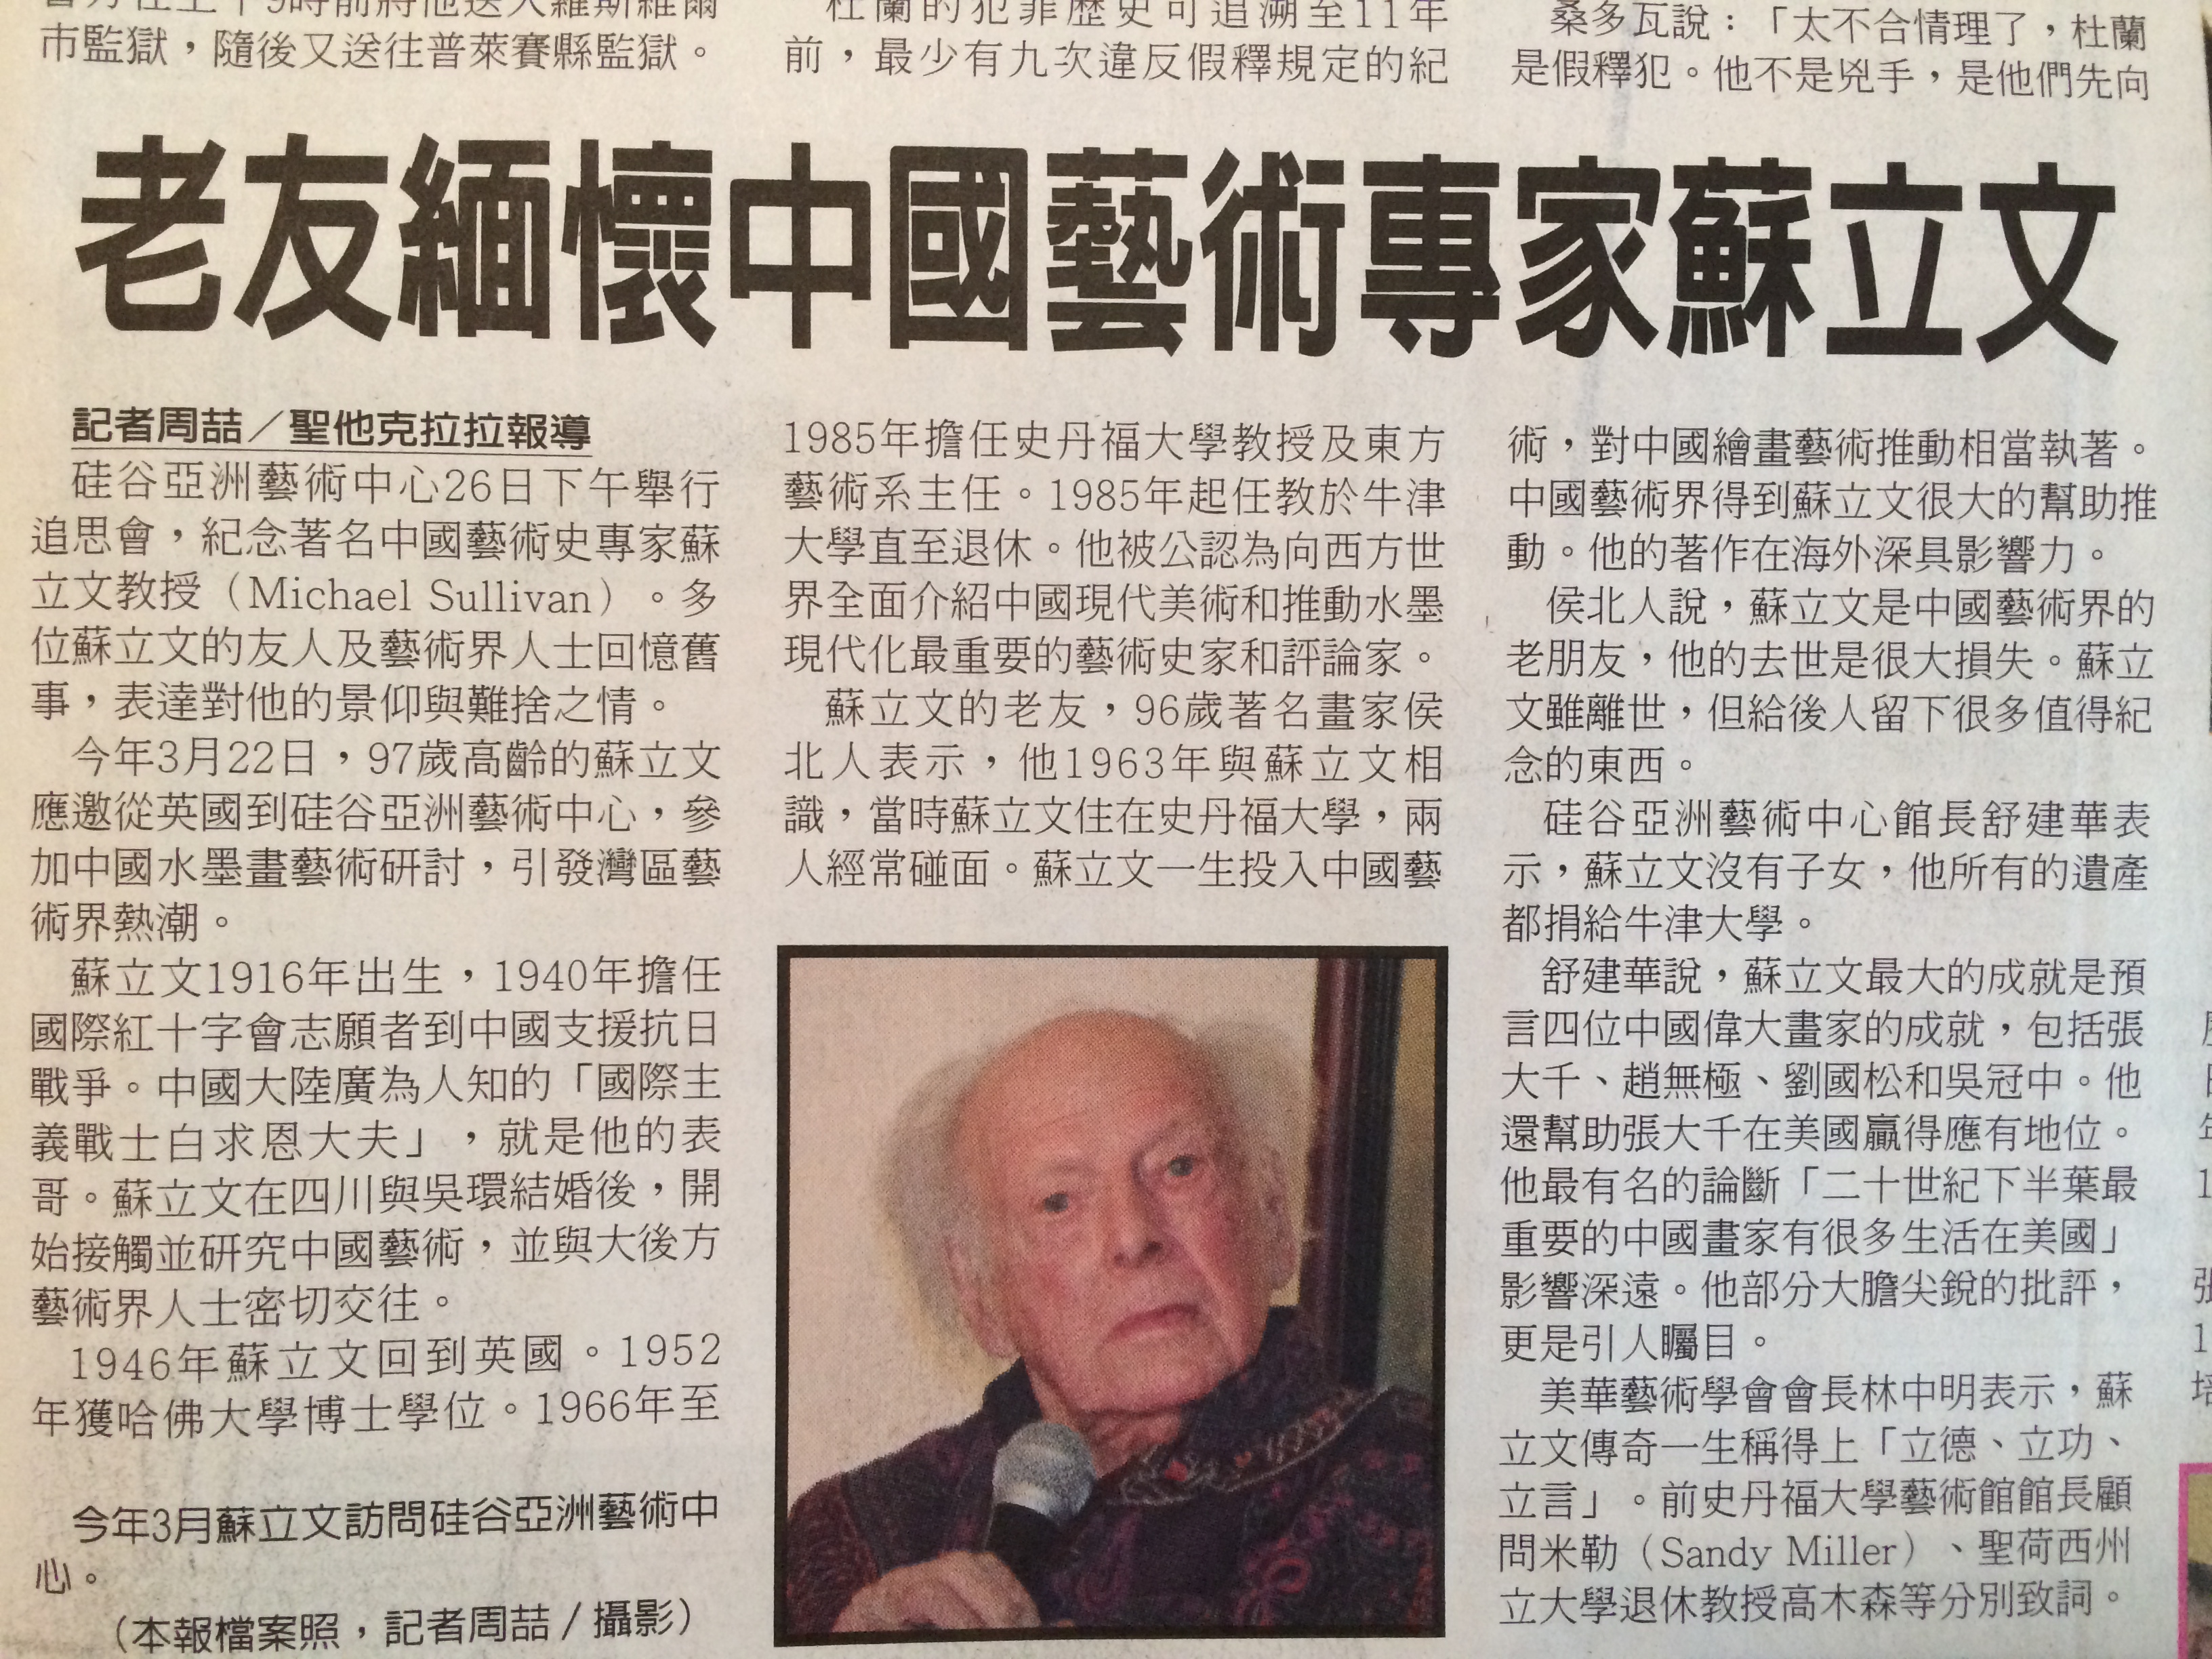 市監獄，隨後又送往普萊賽縣監獄。
杜蘭的犯罪歷史可追溯至11年
前，最少有九次違反假釋規定的紀
桑多瓦說：「太不合情理了，杜蘭
是假釋犯。他不是兇手，是他們先向
老友緬懷中國藝術專家蘇立文
記者周喆／聖他克拉拉報導
硅谷亞洲藝術中心26日下午舉行
追思會，紀念著名中國藝術史專家蘇
立文教授（Michael Sullivan）。多
位蘇立文的友人及藝術界人士回憶舊
事，表達對他的景仰與難捨之情。
今年3月22日，97歲高齡的蘇立文
應邀從英國到硅谷亞洲藝術中心，參
加中國水墨畫藝術研討，引發灣區藝
術界熱潮。
蘇立文1916年出生，1940年擔任
國際紅十字會志願者到中國支援抗日
戰爭。中國大陸廣為人知的「國際主
義戰士白求恩大夫」，就是他的表
哥。蘇立文在四川與吳環結婚後，開
始接觸並研究中國藝術，並與大後方
藝術界人士密切交往。
1946年蘇立文回到英國。1952
年獲哈佛大學博士學位。1966年至
今年3月蘇立文訪問硅谷亞洲藝術中
心。
（本報檔案照，記者周喆／攝影）
1985年擔任史丹福大學教授及東方
藝術系主任。1985年起任教於牛津
大學直至退休。他被公認為向西方世
界全面介紹中國現代美術和推動水墨
現代化最重要的藝術史家和評論家。
蘇立文的老友，96歲著名畫家侯
北人表示，他1963年與蘇立文相
識，當時蘇立文任在史丹福大學，兩
人經常碰面。蘇立文一生投入中國藝
術，對中國繪畫藝術推動相當執著。
中國藝術界得到蘇立文很大的幫助推
動。他的著作在海外深具影響力。
侯北人說，蘇立文是中國藝術界的
老朋友，他的去世是很大損失。蘇立
文雖離世，但給後人留下很多值得紀
念的東西。
硅谷亞洲藝術中心館長舒建華表
示，蘇立文沒有子女，他所有的遺產
都捐給牛津大學。
舒建華說，蘇立文最大的成就是預
言四位中國偉大畫家的成就，包括張
大千、趙無極、劉國松和吳冠中。他
還幫助張大千在美國贏得應有地位。
他最有名的論斷「二十世紀下半葉最
重要的中國畫家有很多生活在美國」
影響深遠。他部分大膽尖銳的批評，
更是引人矚目。
美華藝術學會會長林中明表示，蘇
立文傳奇一生稱得上「立德、立功、
立言」。前史丹福大學藝術館館長顧
問米勒（Sandy Miller）、聖荷西州
立大學退休教授高木森等分別致詞。